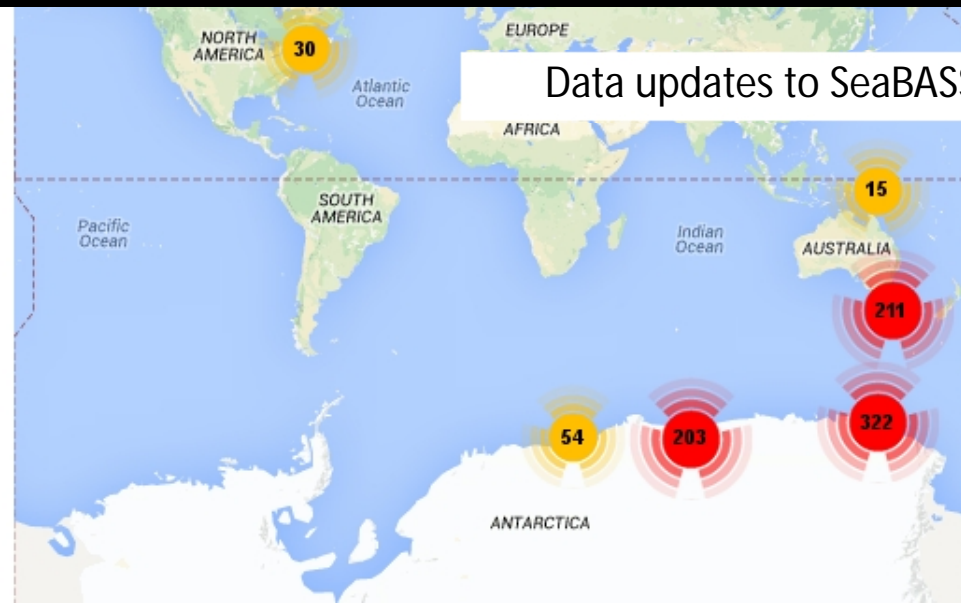 NORTH
AMERICA
30
EUROPE
Atlantic
Ocean
Data updates to SeaBASS
AFRICA
15
SOUTH
AMERICA
Pacific
Ocean
Indian
Ocean
AUSTRALIA
211
54
203
322
ANTARCTICA